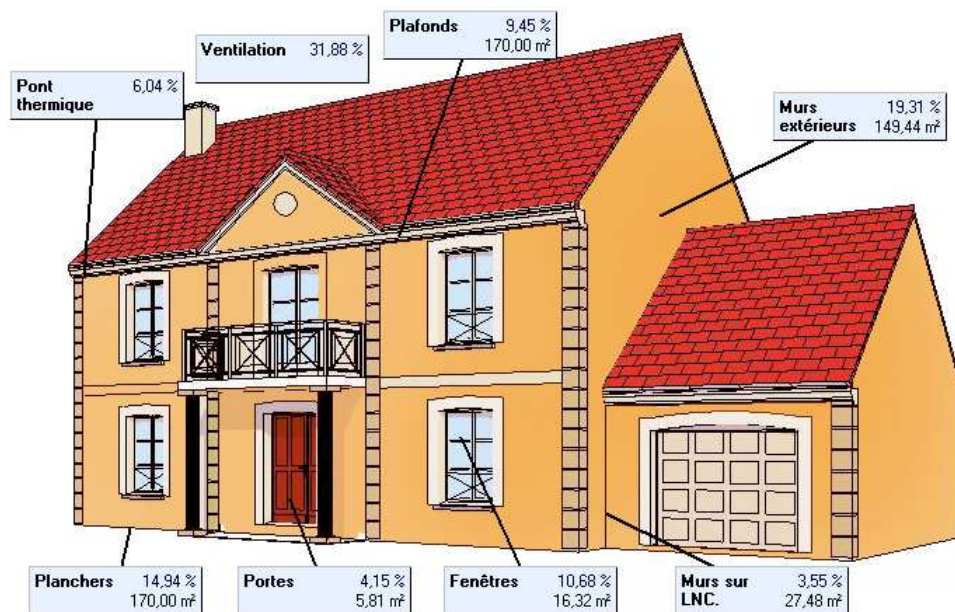 Plafonds 9,45 %
170,00 m²
Ventilation 31,88 %
Pont 6,04 %
thermique
Murs 19,31 %
extérieurs 149,44 m²
Planchers 14,94 %
170,00 m²
Portes 4,15 %
5,81 m²
Fenêtres 10,68 %
16,32 m²
Murs sur 3,55 %
LNC. 27,48 m²